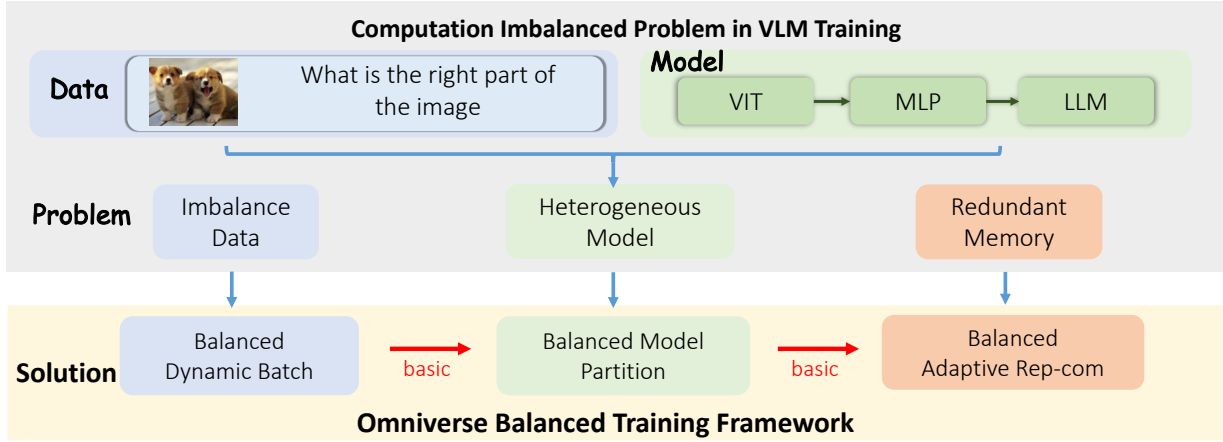 Computation Imbalanced Problem in VLM Training
Data
What is the right part of
the image
Model
VIT
MLP
LLM
Problem
Imbalance
Data
Heterogeneous
Model
Redundant
Memory
Solution
Balanced
Dynamic Batch
basic
Balanced Model
Partition
basic
Balanced
Adaptive Rep-com
Omniverse Balanced Training Framework